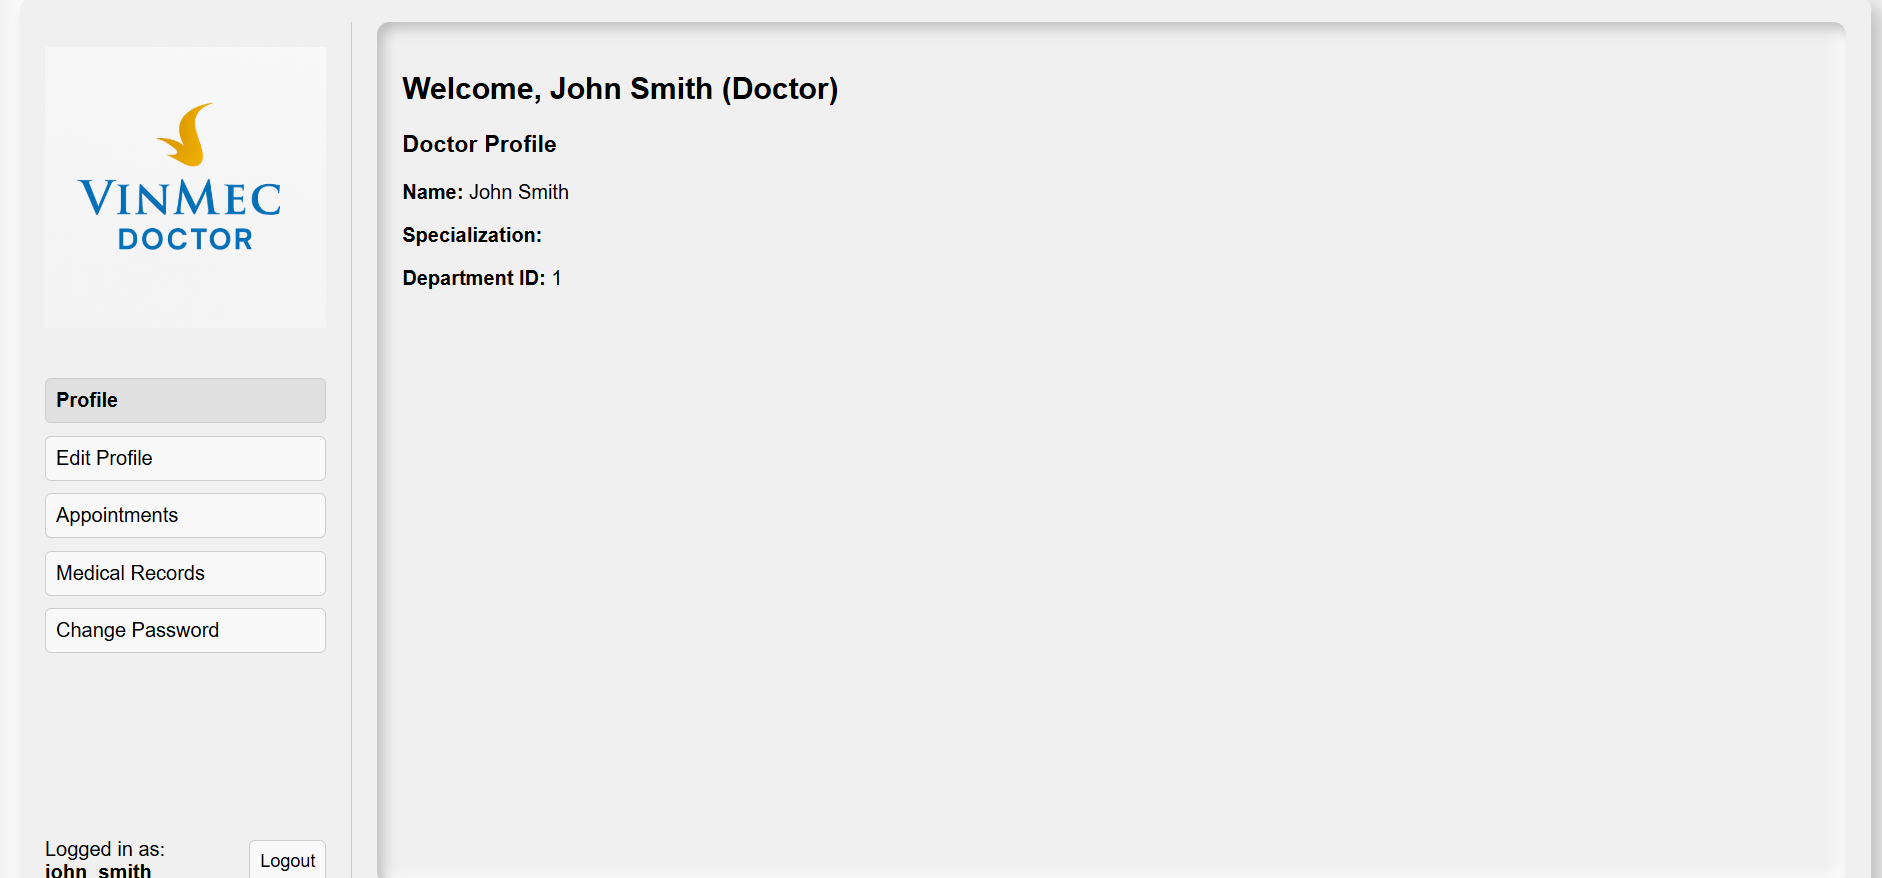 VINMEC
DOCTOR
Profile
Edit Profile
Appointments
Medical Records
Change Password
Logged in as:
john_smith
Logout
Welcome, John Smith (Doctor)
Doctor Profile
Name: John Smith
Specialization:
Department ID: 1